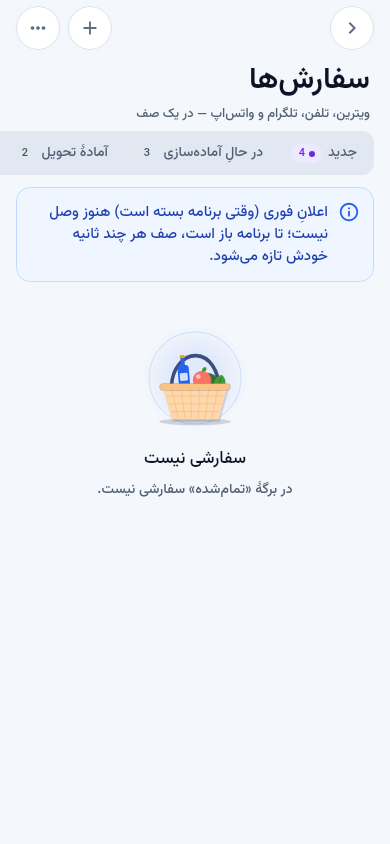 سفارش‌ها
ویترین، تلفن، تلگرام و واتس‌اپ — در یک صف
جدید 4 در حالِ آماده‌سازی 3 آمادهٔ تحویل 2
اعلانِ فوری (وقتی برنامه بسته است) هنوز وصل
نیست؛ تا برنامه باز است، صف هر چند ثانیه
خودش تازه می‌شود.
سفارشی نیست
در برگهٔ «تمام‌شده» سفارشی نیست.